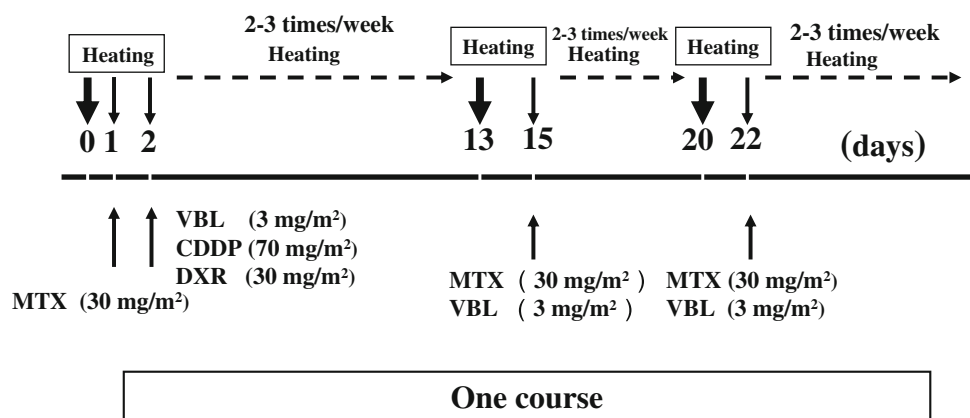 2-3 times/week
Heating
Heating
Heating
2-3 times/week
Heating
Heating
2-3 times/week
Heating
0 1 2 13 15 20 22 (days)
VBL (3 mg/m²)
CDDP (70 mg/m²)
DXR (30 mg/m²)
MTX (30 mg/m²)
MTX ( 30 mg/m² )
VBL ( 3 mg/m² )
MTX (30 mg/m²)
VBL (3 mg/m²)
One course